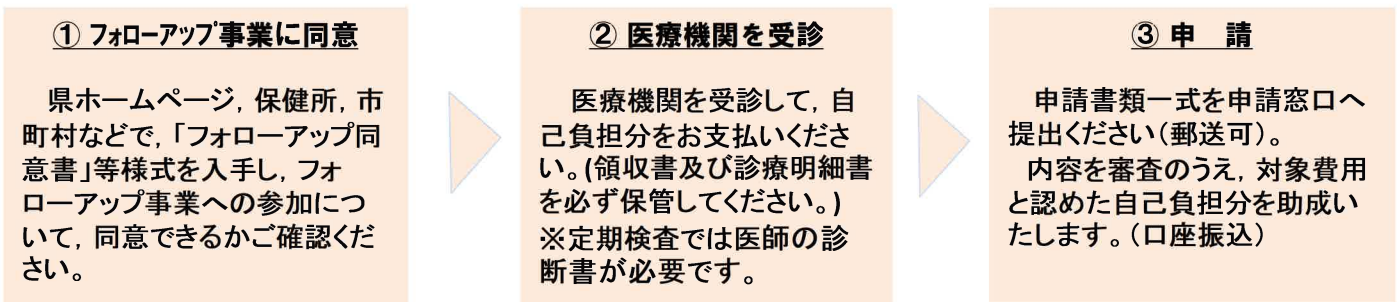 ① フォローアップ事業に同意
県ホームページ，保健所，市
町村などで，「フォローアップ同
意書」等様式を入手し，フォ
ローアップ事業への参加につ
いて，同意できるかご確認くだ
さい。
② 医療機関を受診
医療機関を受診して，自
己負担分をお支払いくださ
い。(領収書及び診療明細書
を必ず保管してください。)
※定期検査では医師の診
断書が必要です。
③ 申　請
申請書類一式を申請窓口へ
提出ください（郵送可）。
内容を審査のうえ，対象費用
と認めた自己負担分を助成い
たします。（口座振込）